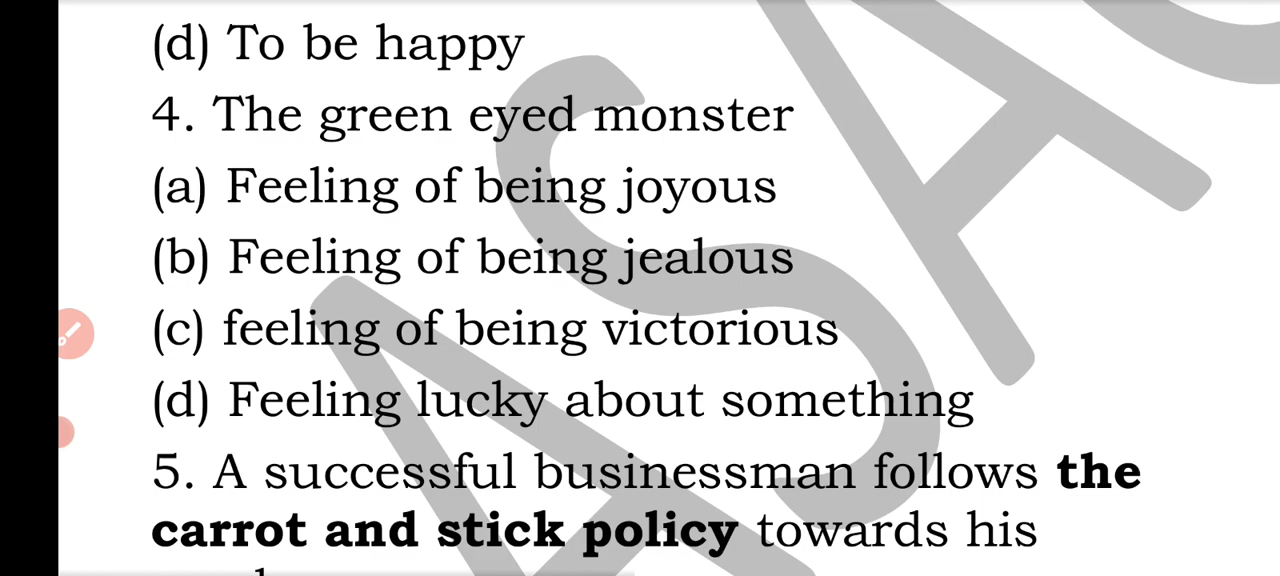 (d) To be happy
4. The green eyed monster
(a) Feeling of being joyous
(b) Feeling of being jealous
(c) feeling of being victorious
(d) Feeling lucky about something
5. A successful businessman follows the
carrot and stick policy towards his